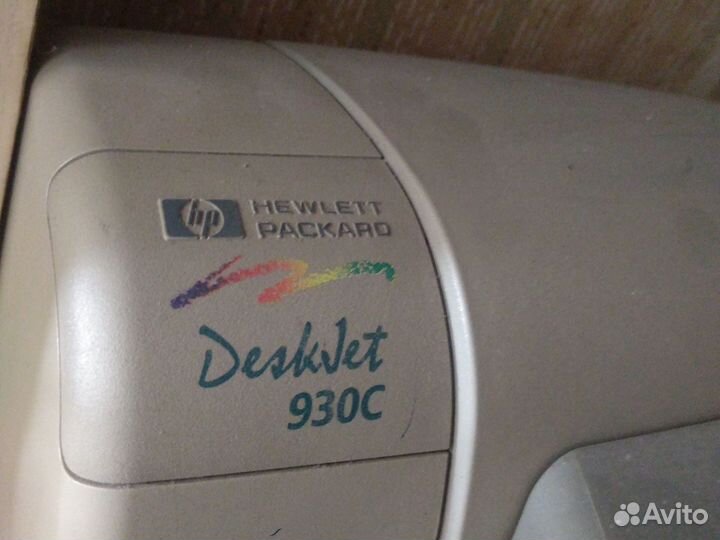 hp HEWLETT
PACKARD
DeskJet
930C
Avito